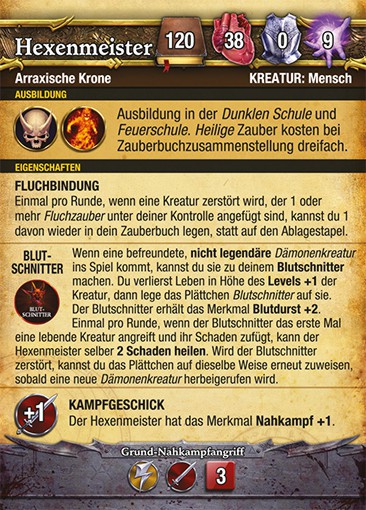 Hexenmeister 120 38 0 9
Arraxische Krone KREATUR: Mensch
AUSBILDUNG
Ausbildung in der Dunklen Schule und
Feuerschule. Heilige Zauber kosten bei
Zauberbuchzusammenstellung dreifach.
EIGENSCHAFTEN
FLUCHBINDUNG
Einmal pro Runde, wenn eine Kreatur zerstört wird, der 1 oder
mehr Fluchzauber unter deiner Kontrolle angefügt sind, kannst du 1
davon wieder in dein Zauberbuch legen, statt auf den Ablagestapel.
BLUT-
SCHNITTER
BLUT-
SCHNITTER
Wenn eine befreundete, nicht legendäre Dämonenkreatur
ins Spiel kommt, kannst du sie zu deinem Blutschnitter
machen. Du verlierst Leben in Höhe des Levels +1 der
Kreatur, dann lege das Plättchen Blutschnitter auf sie.
Der Blutschnitter erhält das Merkmal Blutdurst +2.
Einmal pro Runde, wenn der Blutschnitter das erste Mal
eine lebende Kreatur angreift und ihr Schaden zufügt, kann der
Hexenmeister selber 2 Schaden heilen. Wird der Blutschnitter
zerstört, kannst du das Plättchen auf dieselbe Weise erneut zuweisen,
sobald eine neue Dämonenkreatur herbeigerufen wird.
+1 KAMPFGESCHICK
Der Hexenmeister hat das Merkmal Nahkampf +1.
Grund-Nahkampfangriff
3